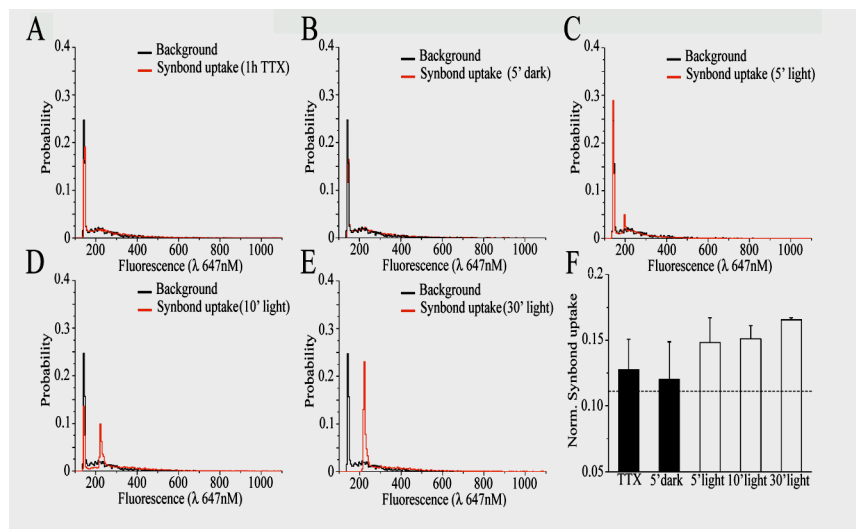 A
Background
Synbond uptake (1h TTX)
Probability
0.4
0.3
0.2
0.1
0
200 400 600 800 1000
Fluorescence (λ 647nM)
B
Background
Synbond uptake (5' dark)
Probability
0.4
0.3
0.2
0.1
0
200 400 600 800 1000
Fluorescence (λ 647nM)
C
Background
Synbond uptake (5' light)
Probability
0.4
0.3
0.2
0.1
0
200 400 600 800 1000
Fluorescence (λ 647nM)
D
Background
Synbond uptake (10' light)
Probability
0.4
0.3
0.2
0.1
0
200 400 600 800 1000
Fluorescence (λ 647nM)
E
Background
Synbond uptake (30' light)
Probability
0.4
0.3
0.2
0.1
0
200 400 600 800 1000
Fluorescence (λ 647nM)
F
Norm. Synbond uptake
0.2
0.15
0.10
0.05
TTX 5'dark 5'light 10'light 30'light